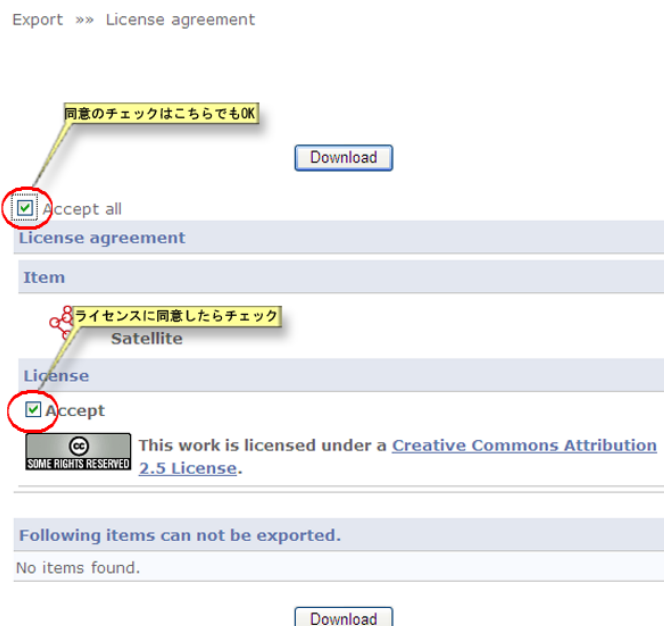 Export »» License agreement
同意のチェックはこちらでもOK
Download
Accept all
License agreement
Item
ライセンスに同意したらチェック
Satellite
License
Accept
cc
SOME RIGHTS RESERVED
This work is licensed under a Creative Commons Attribution
2.5 License.
Following items can not be exported.
No items found.
Download